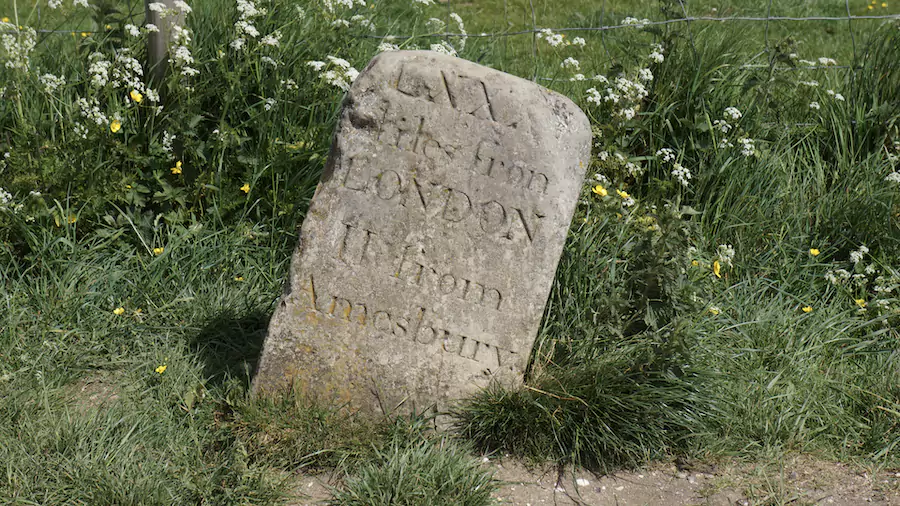 LXXX
Miles from
LONDON
II from
Amesbury